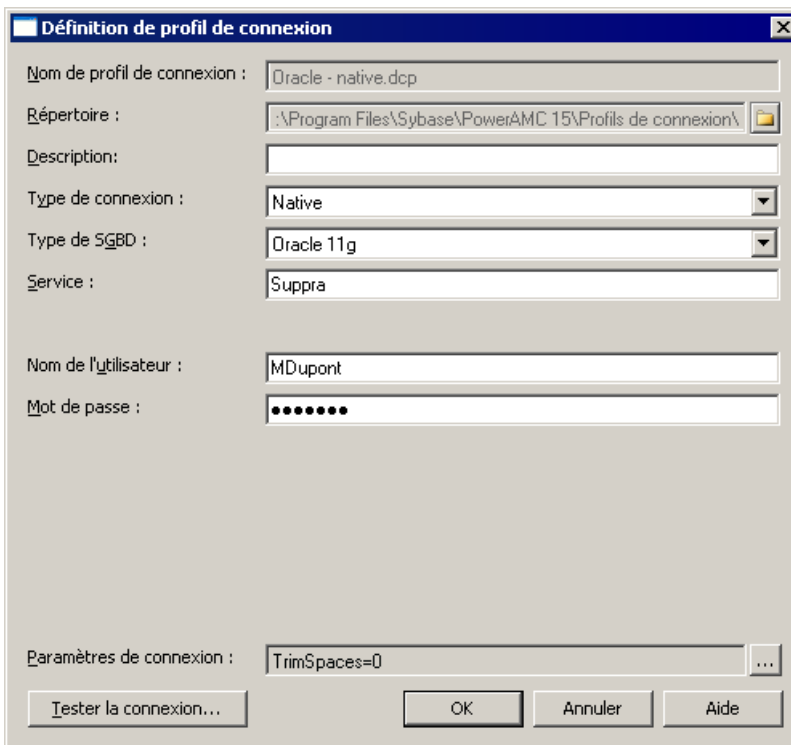 Définition de profil de connexion
Nom de profil de connexion : Oracle - native.dcp
Répertoire : :\Program Files\Sybase\PowerAMC 15\Profils de connexion\
Description:
Type de connexion : Native
Type de SGBD : Oracle 11g
Service : Suppra
Nom de l'utilisateur : MDupont
Mot de passe : ●●●●●●●
Paramètres de connexion : TrimSpaces=0 ...
Tester la connexion... OK Annuler Aide